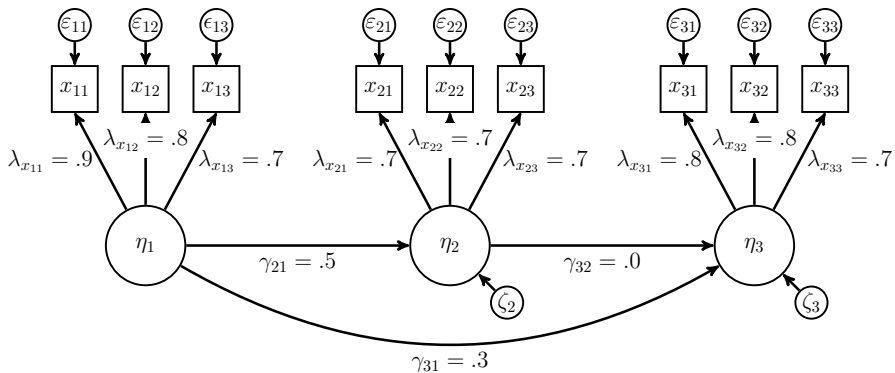 ε₁₁ ε₁₂ ϵ₁₃ ε₂₁ ε₂₂ ε₂₃ ε₃₁ ε₃₂ ε₃₃
x₁₁ x₁₂ x₁₃ x₂₁ x₂₂ x₂₃ x₃₁ x₃₂ x₃₃
λₓ₁₂ = .8 λₓ₂₂ = .7 λₓ₃₂ = .8
λₓ₁₁ = .9 λₓ₁₃ = .7 λₓ₂₁ = .7 λₓ₂₃ = .7 λₓ₃₁ = .8 λₓ₃₃ = .7
η₁ η₂ η₃
γ₂₁ = .5 γ₃₂ = .0
ζ₂ ζ₃
γ₃₁ = .3